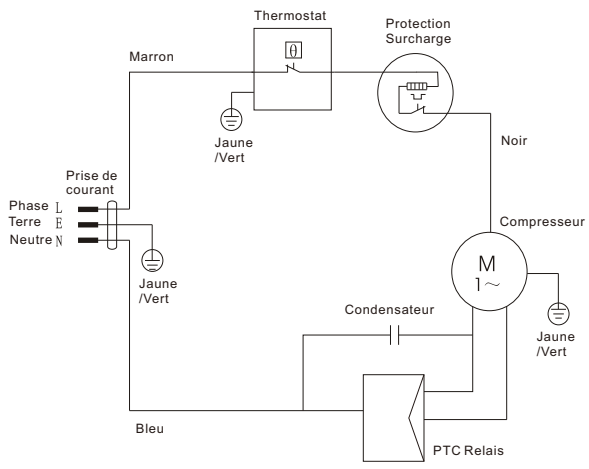 Thermostat
θ
Protection
Surcharge
Marron
Jaune
/Vert
Noir
Prise de
courant
Phase L
Terre E
Neutre N
Jaune
/Vert
Compresseur
M
1~
Condensateur
Jaune
/Vert
Bleu
PTC Relais